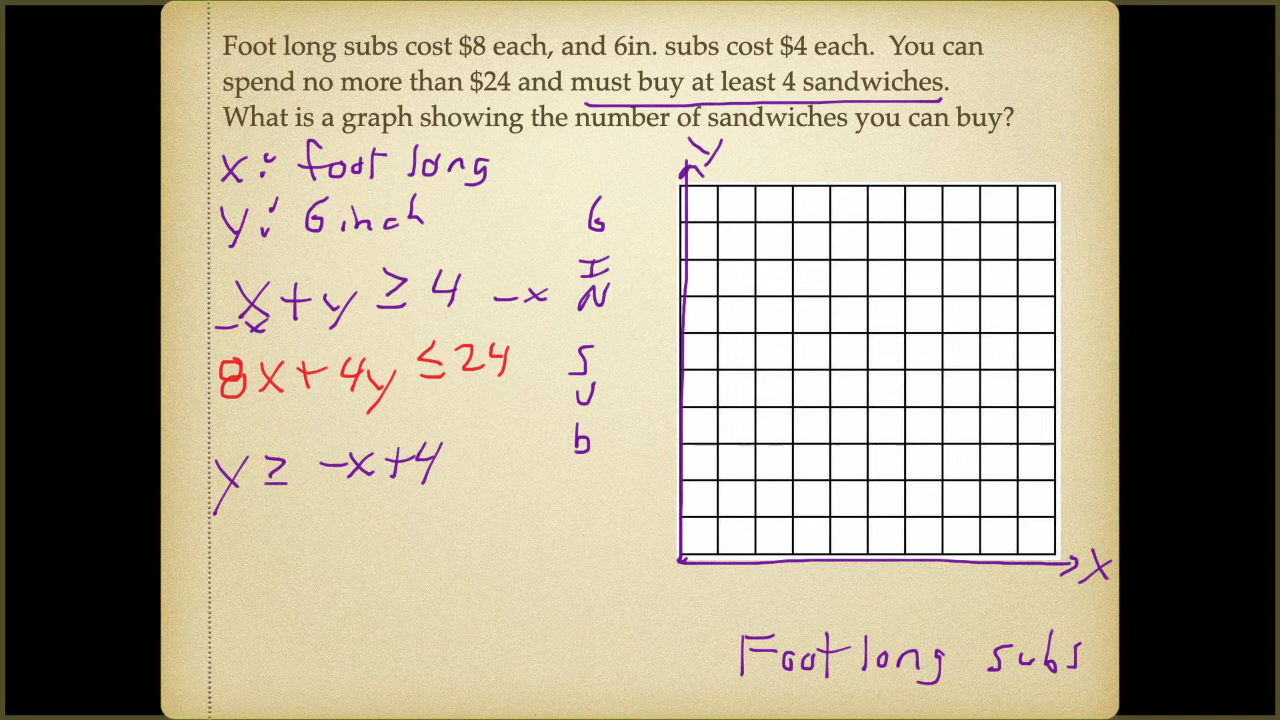 Foot long subs cost $8 each, and 6in. subs cost $4 each. You can
spend no more than $24 and must buy at least 4 sandwiches.
What is a graph showing the number of sandwiches you can buy?
x: foot long
y: 6 inch
x+y ≥ 4 -x
-x
8x+4y ≤24
y ≥ -x+4
6
I
N
S
U
b
y
x
Foot long subs